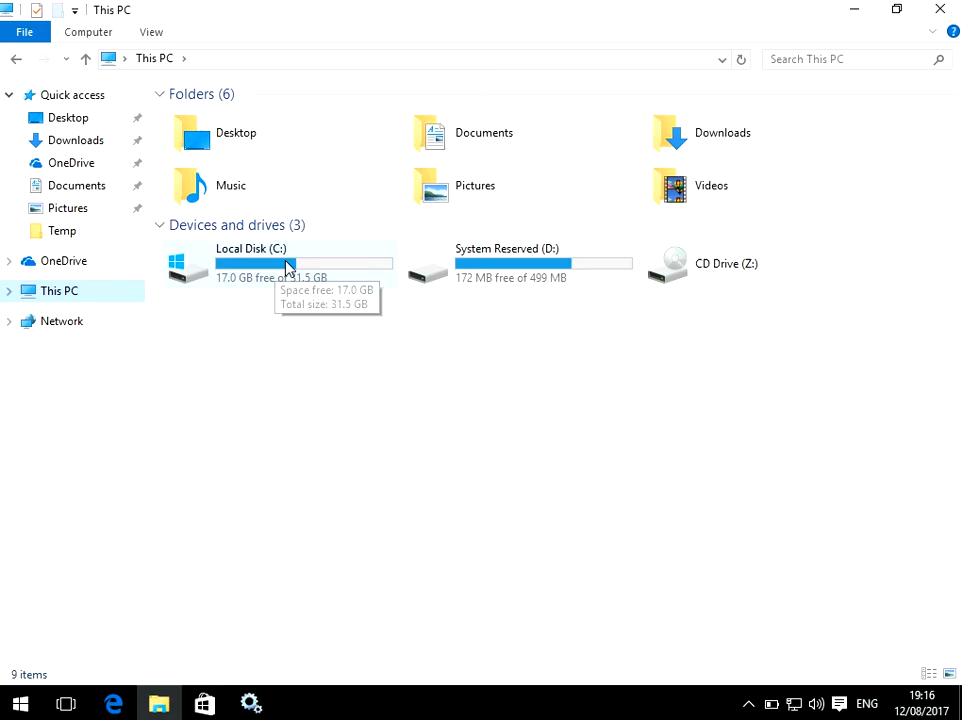 This PC
File Computer View
This PC
Search This PC
Quick access
Desktop
Downloads
OneDrive
Documents
Pictures
Temp
OneDrive
This PC
Network
Folders (6)
Desktop
Documents
Downloads
Music
Pictures
Videos
Devices and drives (3)
Local Disk (C:)
17.0 GB free of 31.5 GB
Space free: 17.0 GB
Total size: 31.5 GB
System Reserved (D:)
172 MB free of 499 MB
CD Drive (Z:)
9 items
ENG
19:16
12/08/2017